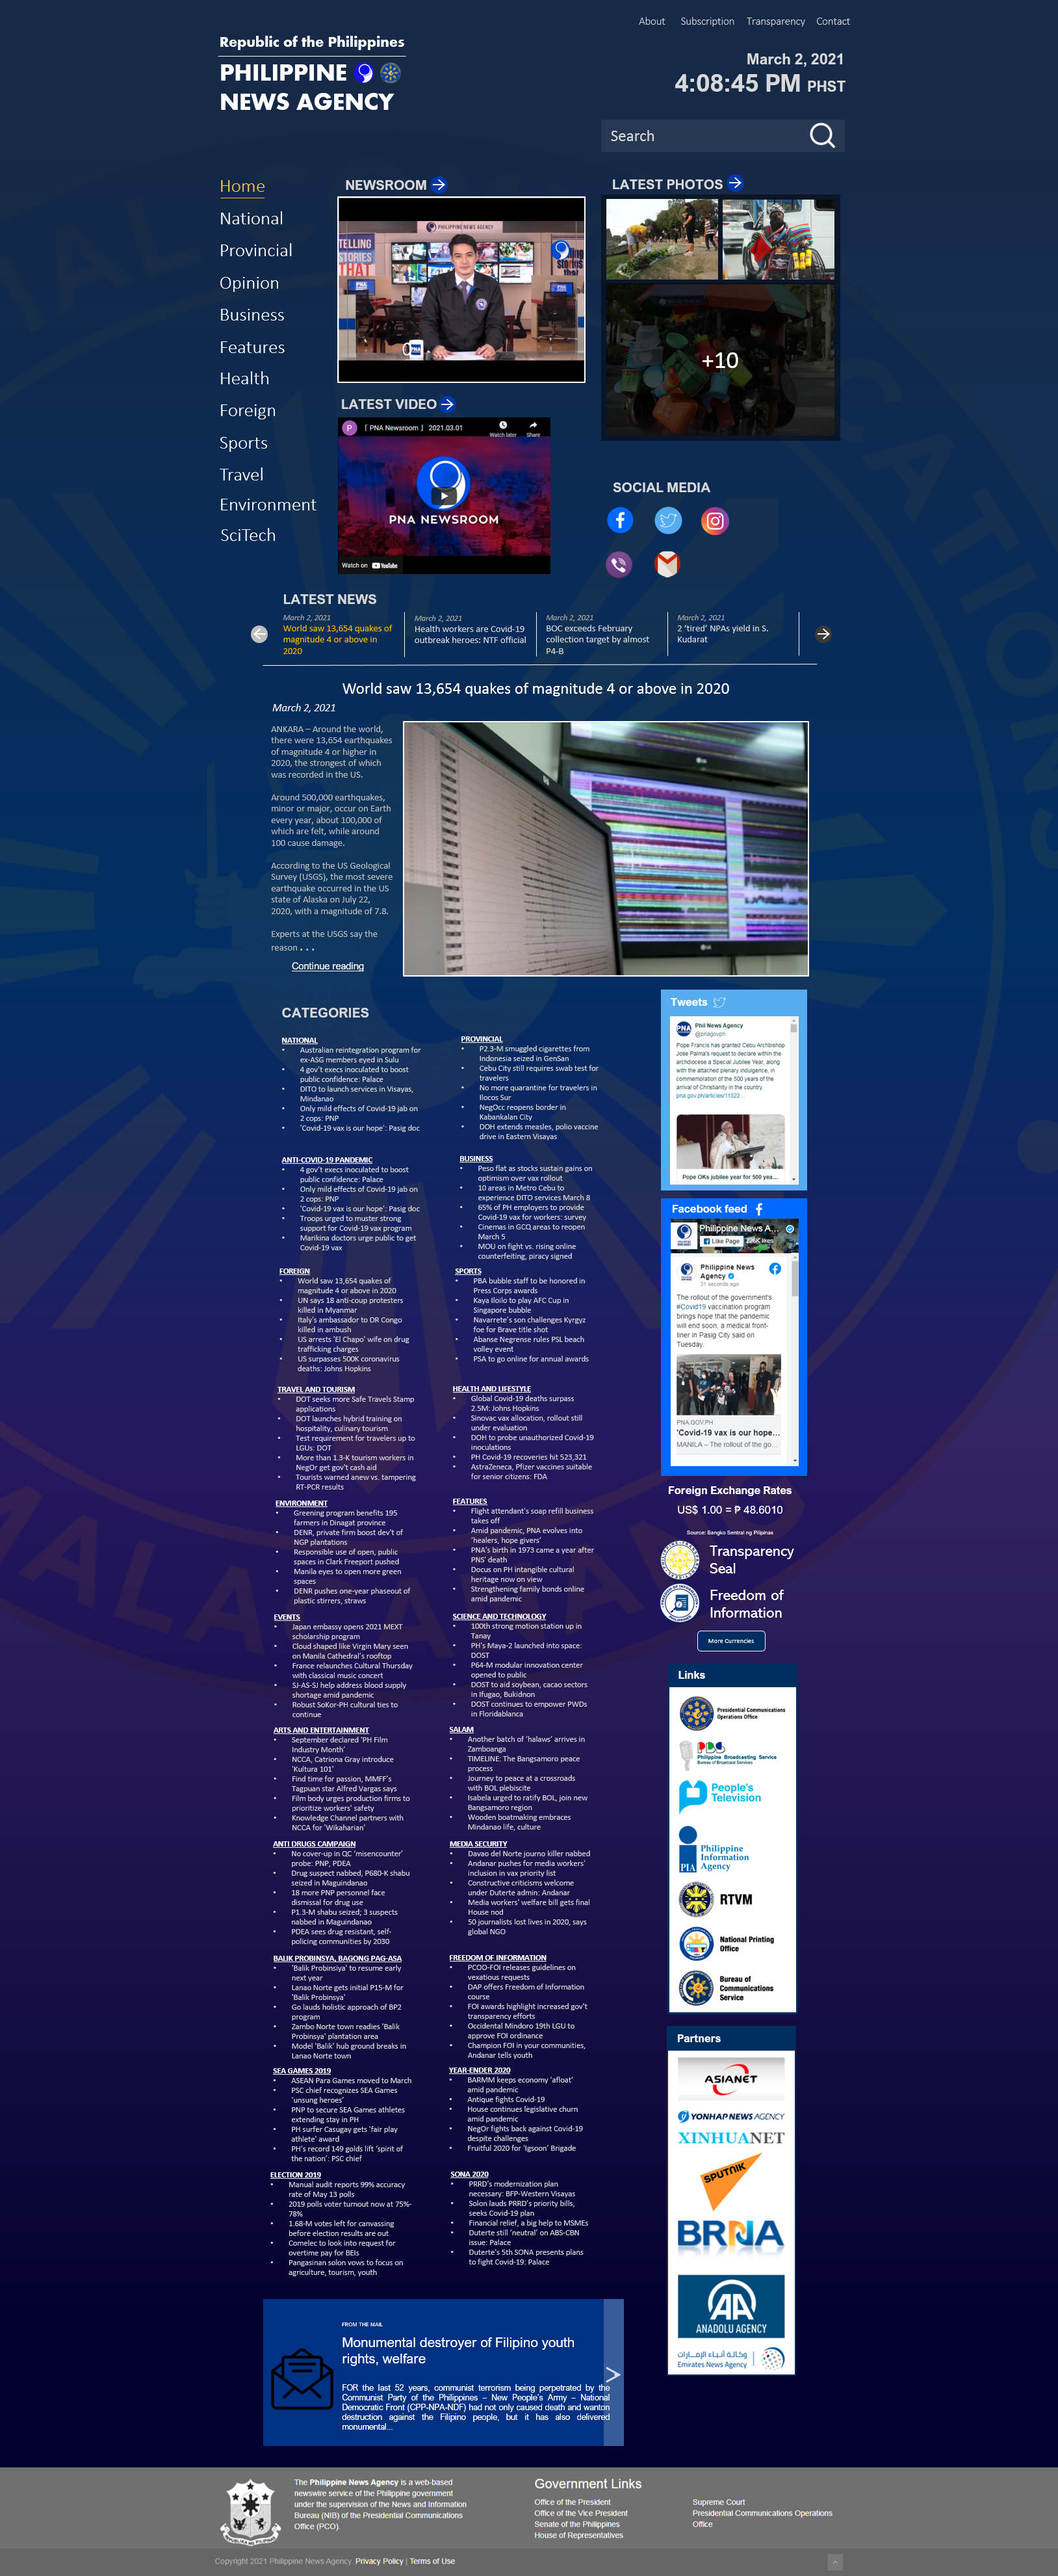 About Subscription Transparency Contact
Republic of the Philippines
PHILIPPINE
NEWS AGENCY
March 2, 2021
4:08:45 PM PHST
Search
Home
National
Provincial
Opinion
Business
Features
Health
Foreign
Sports
Travel
Environment
SciTech
NEWSROOM
PHILIPPINE NEWS AGENCY
TELLING
STORIES
THAT
PNA
LATEST VIDEO
P [ PNA Newsroom ] 2021.03.01
Watch later Share
PNA NEWSROOM
Watch on YouTube
LATEST PHOTOS
+10
SOCIAL MEDIA
LATEST NEWS
March 2, 2021
World saw 13,654 quakes of
magnitude 4 or above in
2020
March 2, 2021
Health workers are Covid-19
outbreak heroes: NTF official
March 2, 2021
BOC exceeds February
collection target by almost
P4-B
March 2, 2021
2 ‘tired’ NPAs yield in S.
Kudarat
World saw 13,654 quakes of magnitude 4 or above in 2020
March 2, 2021
ANKARA – Around the world,
there were 13,654 earthquakes
of magnitude 4 or higher in
2020, the strongest of which
was recorded in the US.
Around 500,000 earthquakes,
minor or major, occur on Earth
every year, about 100,000 of
which are felt, while around
100 cause damage.
According to the US Geological
Survey (USGS), the most severe
earthquake occurred in the US
state of Alaska on July 22,
2020, with a magnitude of 7.8.
Experts at the USGS say the
reason . . .
Continue reading
CATEGORIES
NATIONAL
• Australian reintegration program for
ex-ASG members eyed in Sulu
• 4 gov't execs inoculated to boost
public confidence: Palace
• DITO to launch services in Visayas,
Mindanao
• Only mild effects of Covid-19 jab on
2 cops: PNP
• ‘Covid-19 vax is our hope’: Pasig doc
PROVINCIAL
• P2.3-M smuggled cigarettes from
Indonesia seized in GenSan
• Cebu City still requires swab test for
travelers
• No more quarantine for travelers in
Ilocos Sur
• NegOcc reopens border in
Kabankalan City
• DOH extends measles, polio vaccine
drive in Eastern Visayas
ANTI-COVID-19 PANDEMIC
• 4 gov't execs inoculated to boost
public confidence: Palace
• Only mild effects of Covid-19 jab on
2 cops: PNP
• ‘Covid-19 vax is our hope’: Pasig doc
• Troops urged to muster strong
support for Covid-19 vax program
• Marikina doctors urge public to get
Covid-19 vax
BUSINESS
• Peso flat as stocks sustain gains on
optimism over vax rollout
• 10 areas in Metro Cebu to
experience DITO services March 8
• 65% of PH employers to provide
Covid-19 vax for workers: survey
• Cinemas in GCQ areas to reopen
March 5
• MOU on fight vs. rising online
counterfeiting, piracy signed
FOREIGN
• World saw 13,654 quakes of
magnitude 4 or above in 2020
• UN says 18 anti-coup protesters
killed in Myanmar
• Italy's ambassador to DR Congo
killed in ambush
• US arrests ‘El Chapo’ wife on drug
trafficking charges
• US surpasses 500K coronavirus
deaths: Johns Hopkins
SPORTS
• PBA bubble staff to be honored in
Press Corps awards
• Kaya Iloilo to play AFC Cup in
Singapore bubble
• Navarrete's son challenges Kyrgyz
foe for Brave title shot
• Abanse Negrense rules PSL beach
volley event
• PSA to go online for annual awards
TRAVEL AND TOURISM
• DOT seeks more Safe Travels Stamp
applications
• DOT launches hybrid training on
hospitality, culinary tourism
• Test requirement for travelers up to
LGUs: DOT
• More than 1.3-K tourism workers in
NegOr get gov't cash aid
• Tourists warned anew vs. tampering
RT-PCR results
HEALTH AND LIFESTYLE
• Global Covid-19 deaths surpass
2.5M: Johns Hopkins
• Sinovac vax allocation, rollout still
under evaluation
• DOH to probe unauthorized Covid-19
inoculations
• PH Covid-19 recoveries hit 523,321
• AstraZeneca, Pfizer vaccines suitable
for senior citizens: FDA
ENVIRONMENT
• Greening program benefits 195
farmers in Dinagat province
• DENR, private firm boost dev't of
NGP plantations
• Responsible use of open, public
spaces in Clark Freeport pushed
• Manila eyes to open more green
spaces
• DENR pushes one-year phaseout of
plastic stirrers, straws
FEATURES
• Flight attendant's soap refill business
takes off
• Amid pandemic, PNA evolves into
‘healers, hope givers’
• PNA's birth in 1973 came a year after
PNS' death
• Docus on PH intangible cultural
heritage now on view
• Strengthening family bonds online
amid pandemic
EVENTS
• Japan embassy opens 2021 MEXT
scholarship program
• Cloud shaped like Virgin Mary seen
on Manila Cathedral's rooftop
• France relaunches Cultural Thursday
with classical music concert
• SJ-AS-SJ help address blood supply
shortage amid pandemic
• Robust SoKor-PH cultural ties to
continue
SCIENCE AND TECHNOLOGY
• 100th strong motion station up in
Tanay
• PH's Maya-2 launched into space:
DOST
• P64-M modular innovation center
opened to public
• DOST to aid soybean, cacao sectors
in Ifugao, Bukidnon
• DOST continues to empower PWDs
in Floridablanca
ARTS AND ENTERTAINMENT
• September declared ‘PH Film
Industry Month’
• NCCA, Catriona Gray introduce
‘Kultura 101’
• Find time for passion, MMFF's
Tagpuan star Alfred Vargas says
• Film body urges production firms to
prioritize workers' safety
• Knowledge Channel partners with
NCCA for ‘Wikaharian’
SALAM
• Another batch of ‘halaws’ arrives in
Zamboanga
• TIMELINE: The Bangsamoro peace
process
• Journey to peace at a crossroads
with BOL plebiscite
• Isabela urged to ratify BOL, join new
Bangsamoro region
• Wooden boatmaking embraces
Mindanao life, culture
ANTI DRUGS CAMPAIGN
• No cover-up in QC ‘misencounter’
probe: PNP, PDEA
• Drug suspect nabbed, P680-K shabu
seized in Maguindanao
• 18 more PNP personnel face
dismissal for drug use
• P1.3-M shabu seized; 3 suspects
nabbed in Maguindanao
• PDEA sees drug resistant, self-
policing communities by 2030
MEDIA SECURITY
• Davao del Norte journo killer nabbed
• Andanar pushes for media workers'
inclusion in vax priority list
• Constructive criticisms welcome
under Duterte admin: Andanar
• Media workers' welfare bill gets final
House nod
• 50 journalists lost lives in 2020, says
global NGO
BALIK PROBINSYA, BAGONG PAG-ASA
• ‘Balik Probinsiya’ to resume early
next year
• Lanao Norte gets initial P15-M for
‘Balik Probinsya’
• Go lauds holistic approach of BP2
program
• Zambo Norte town readies ‘Balik
Probinsya’ plantation area
• Model ‘Balik’ hub ground breaks in
Lanao Norte town
FREEDOM OF INFORMATION
• PCOO-FOI releases guidelines on
vexatious requests
• DAP offers Freedom of Information
course
• FOI awards highlight increased gov't
transparency efforts
• Occidental Mindoro 19th LGU to
approve FOI ordinance
• Champion FOI in your communities,
Andanar tells youth
SEA GAMES 2019
• ASEAN Para Games moved to March
• PSC chief recognizes SEA Games
‘unsung heroes’
• PNP to secure SEA Games athletes
extending stay in PH
• PH surfer Casugay gets ‘fair play
athlete’ award
• PH's record 149 golds lift ‘spirit of
the nation’: PSC chief
YEAR-ENDER 2020
• BARMM keeps economy ‘afloat’
amid pandemic
• Antique fights Covid-19
• House continues legislative churn
amid pandemic
• NegOr fights back against Covid-19
despite challenges
• Fruitful 2020 for ‘Igsoon’ Brigade
ELECTION 2019
• Manual audit reports 99% accuracy
rate of May 13 polls
• 2019 polls voter turnout now at 75%-
78%
• 1.68-M votes left for canvassing
before election results are out
• Comelec to look into request for
overtime pay for BEIs
• Pangasinan solon vows to focus on
agriculture, tourism, youth
SONA 2020
• PRRD's modernization plan
necessary: BFP-Western Visayas
• Solon lauds PRRD's priority bills,
seeks Covid-19 plan
• Financial relief, a big help to MSMEs
• Duterte still ‘neutral’ on ABS-CBN
issue: Palace
• Duterte's 5th SONA presents plans
to fight Covid-19: Palace
Tweets
PNA
Phil News Agency
@pnagovph
Pope Francis has granted Cebu Archbishop
Jose Palma's request to declare within the
archdiocese a Special Jubilee Year, along
with the attached plenary indulgence, in
commemoration of the 500 years of the
arrival of Christianity in the country.
pna.gov.ph/articles/11322...
Pope OKs jubilee year for 500 yea...
Facebook feed
Philippine News A...
Like Page
Philippine News
Agency
31 seconds ago
The rollout of the government's
#Covid19 vaccination program
brings hope that the pandemic
will end soon, a medical front-
liner in Pasig City said on
Tuesday.
PNA.GOV.PH
'Covid-19 vax is our hope...
MANILA – The rollout of the go...
Foreign Exchange Rates
US$ 1.00 = ₱ 48.6010
Source: Bangko Sentral ng Pilipinas
Transparency
Seal
Freedom of
Information
More Currencies
Links
Presidential Communications
Operations Office
PBS
Philippine Broadcasting Service
Bureau of Broadcast Services
People's
Television
PIA
Philippine
Information
Agency
RTVM
National Printing
Office
Bureau of
Communications
Service
Partners
ASIANET
YONHAP NEWS AGENCY
XINHUANET
SPUTNIK
BRNA
AA
ANADOLU AGENCY
وكالة أنباء الإمارات
Emirates News Agency
FROM THE MAIL
Monumental destroyer of Filipino youth
rights, welfare
FOR the last 52 years, communist terrorism being perpetrated by the
Communist Party of the Philippines – New People's Army – National
Democratic Front (CPP-NPA-NDF) had not only caused death and wanton
destruction against the Filipino people, but it has also delivered
monumental...
The Philippine News Agency is a web-based
newswire service of the Philippine government
under the supervision of the News and Information
Bureau (NIB) of the Presidential Communications
Office (PCO).
Government Links
Office of the President
Office of the Vice President
Senate of the Philippines
House of Representatives
Supreme Court
Presidential Communications Operations
Office
Copyright 2021 Philippine News Agency. Privacy Policy | Terms of Use